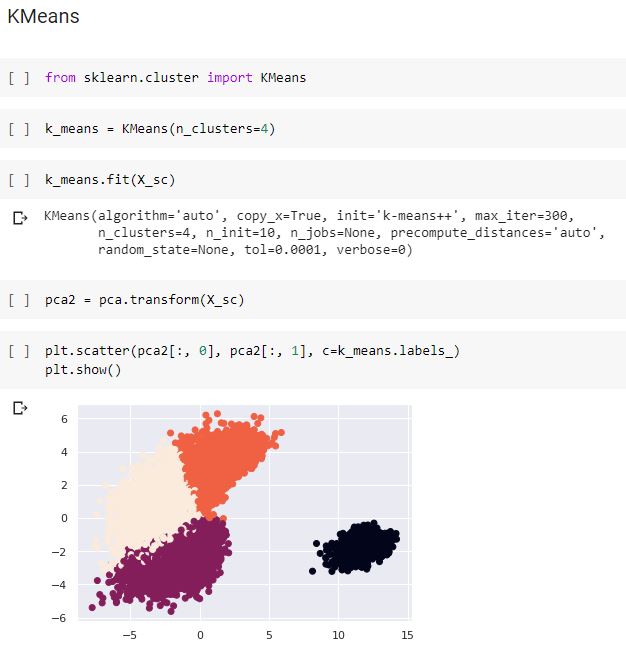 KMeans
[ ] from sklearn.cluster import KMeans
[ ] k_means = KMeans(n_clusters=4)
[ ] k_means.fit(X_sc)
KMeans(algorithm='auto', copy_x=True, init='k-means++', max_iter=300,
n_clusters=4, n_init=10, n_jobs=None, precompute_distances='auto',
random_state=None, tol=0.0001, verbose=0)
[ ] pca2 = pca.transform(X_sc)
[ ] plt.scatter(pca2[:, 0], pca2[:, 1], c=k_means.labels_)
plt.show()
6
4
2
0
−2
−4
−6
−5 0 5 10 15